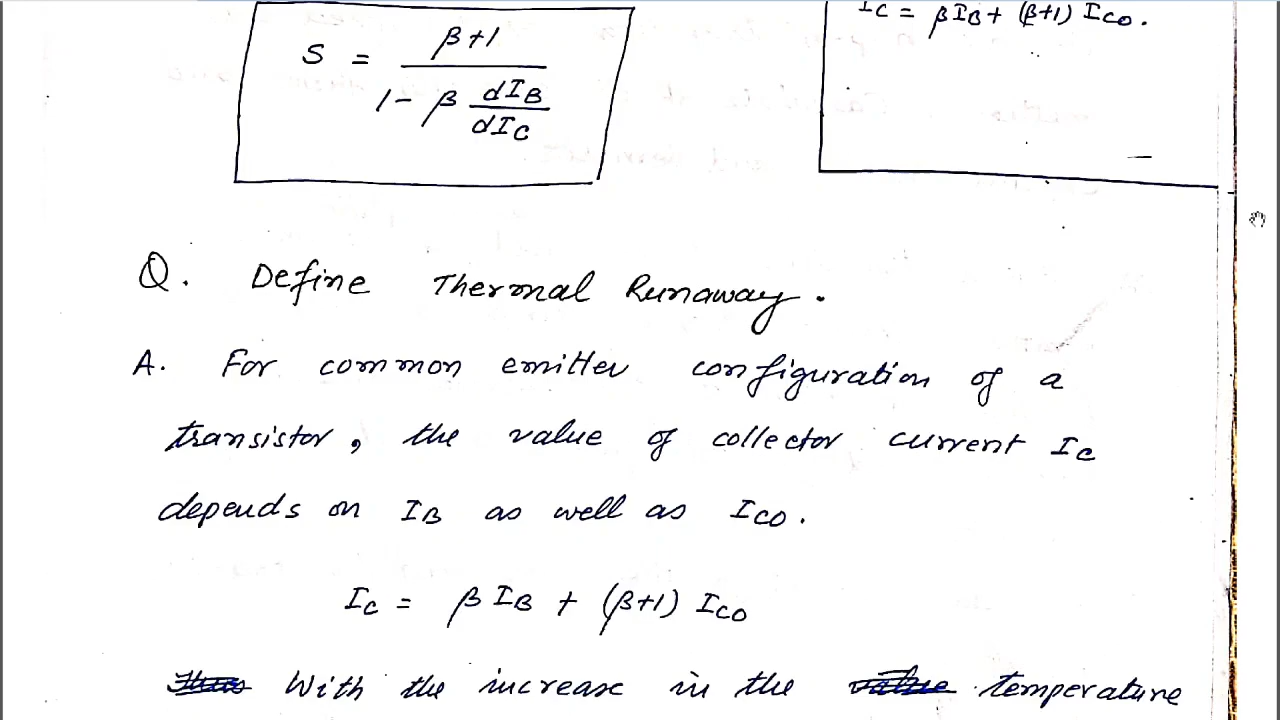 S = β+1 / 1 - β dIB/dIC
IC = βIB + (β+1) ICO.
Q. Define Thermal Runaway.
A. For common emitter configuration of a
transistor, the value of collector current IC
depends on IB as well as ICO.
IC = β IB + (β+1) ICO
With the increase in the temperature